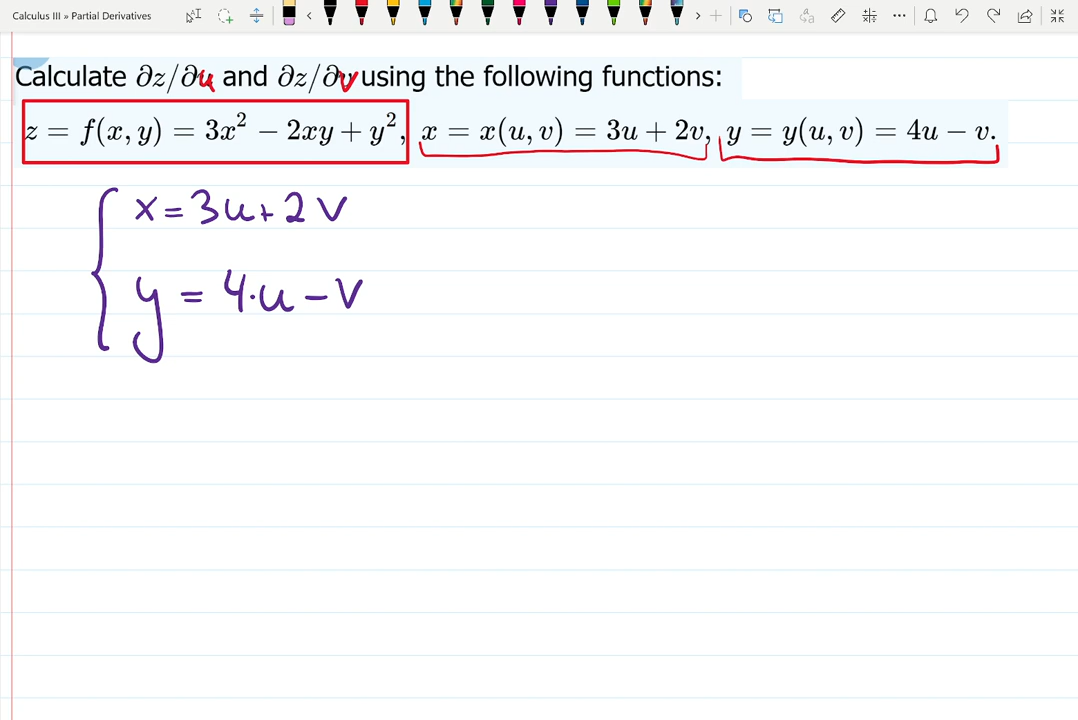 Calculus III » Partial Derivatives
Calculate ∂z/∂u and ∂z/∂v using the following functions:
z = f(x, y) = 3x² − 2xy + y², x = x(u, v) = 3u + 2v, y = y(u, v) = 4u − v.
x = 3u + 2v
y = 4·u − v